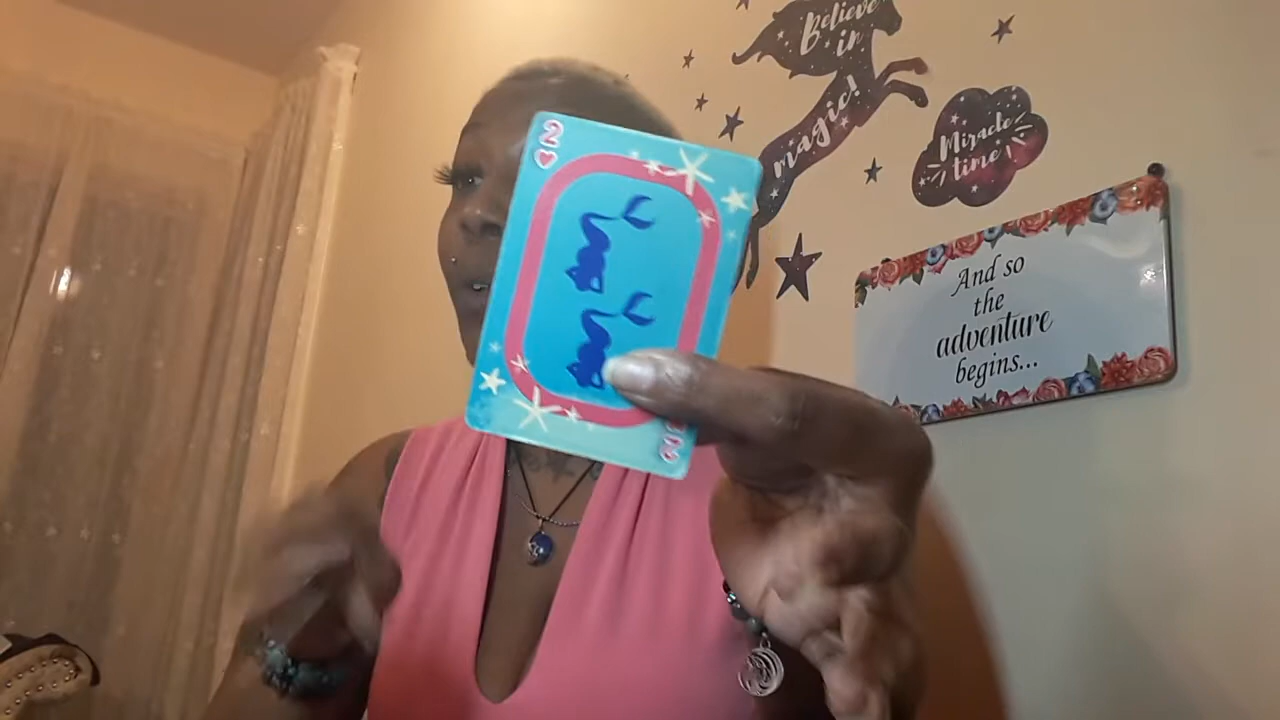 Believe
in
magic!
Miracle
time
And so
the
adventure
begins...
2
2